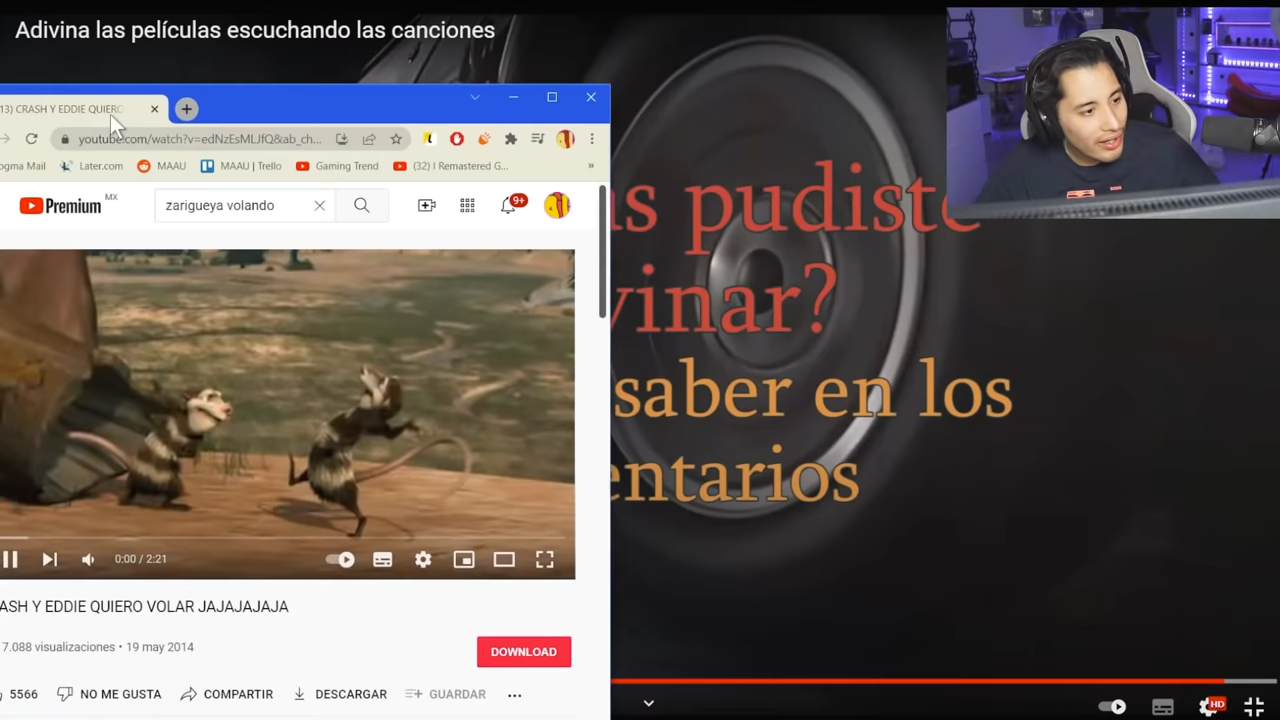 Adivina las películas escuchando las canciones
13) CRASH Y EDDIE QUIERO
youtube.com/watch?v=edNzEsMLJfQ&ab_ch...
ogma Mail
Later.com
MAAU
MAAU | Trello
Gaming Trend
(32) I Remastered G...
»
Premium MX
zarigueya volando
9+
as pudiste
vinar?
saber en los
entarios
0:00 / 2:21
ASH Y EDDIE QUIERO VOLAR JAJAJAJAJA
7.088 visualizaciones • 19 may 2014
DOWNLOAD
5566
NO ME GUSTA
COMPARTIR
DESCARGAR
GUARDAR
HD